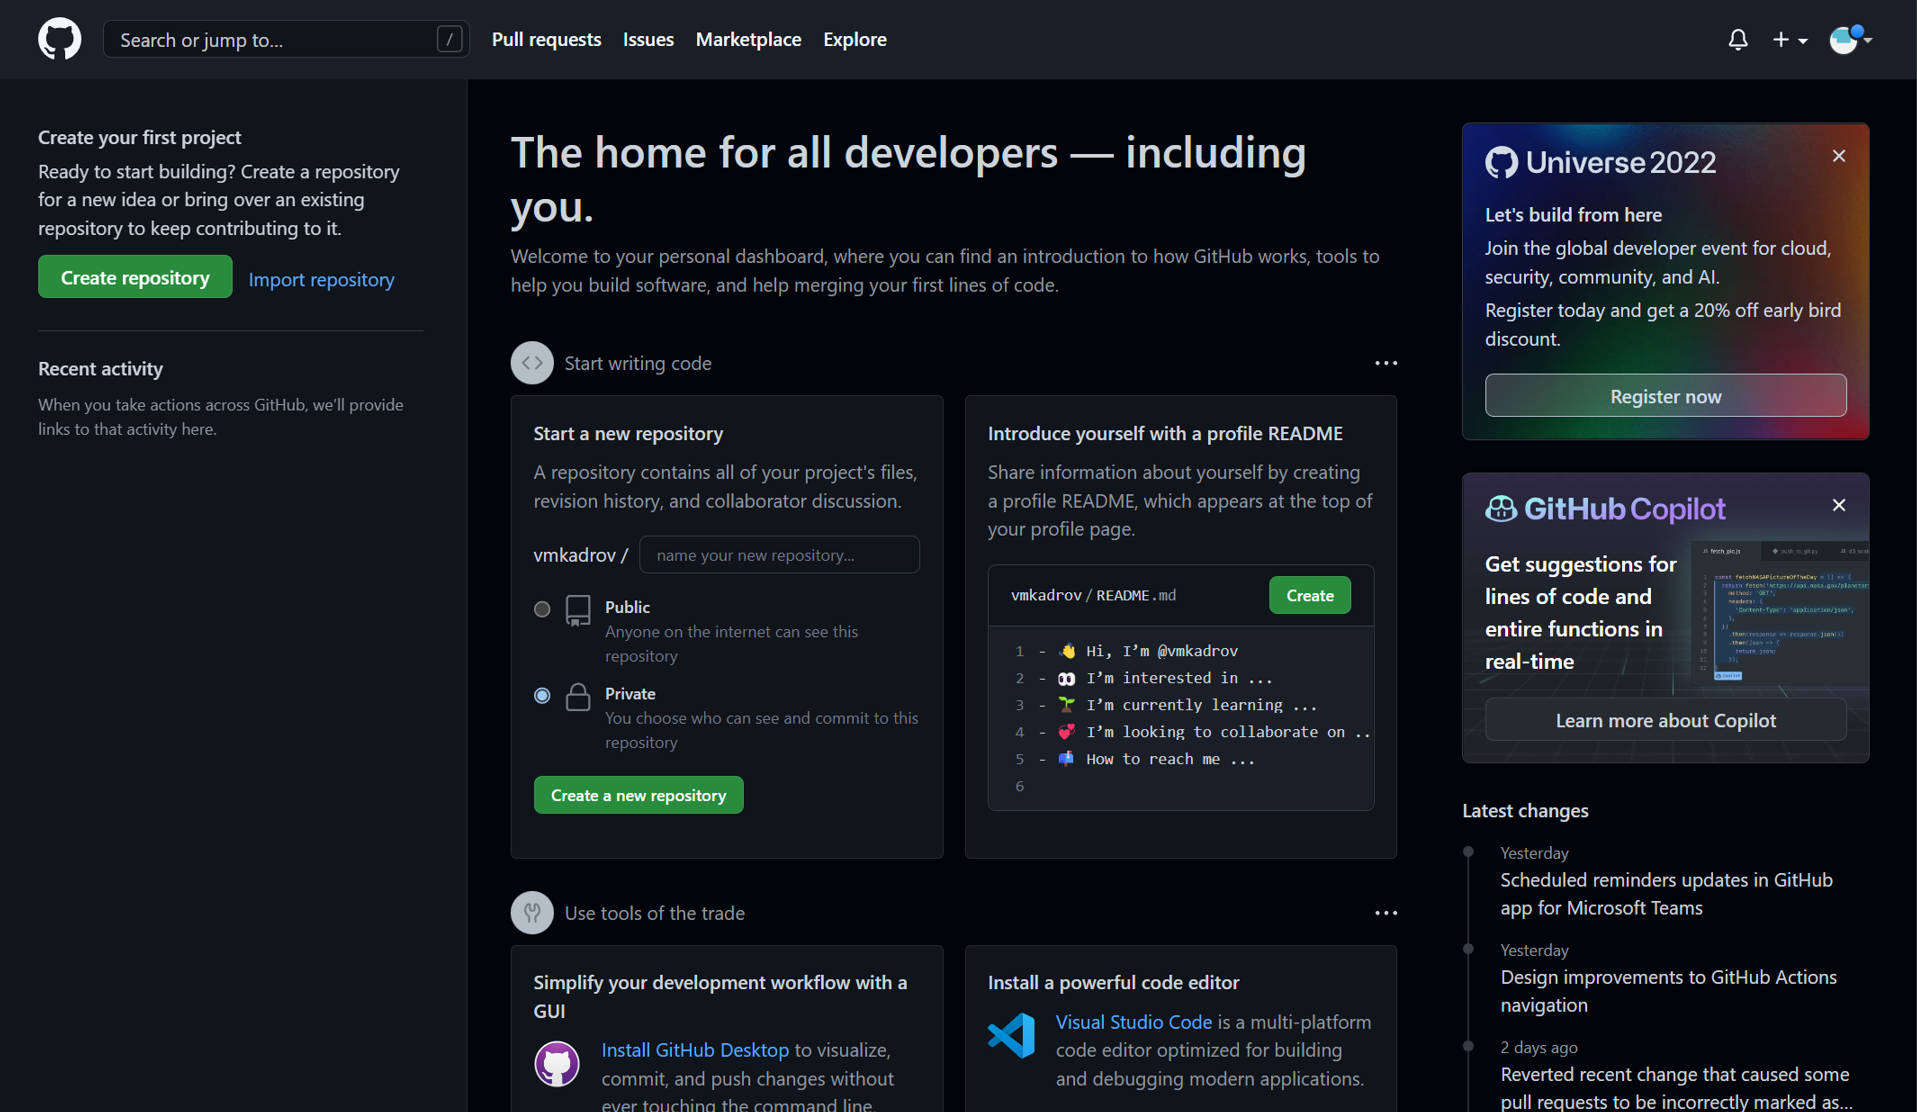 Search or jump to...
/
Pull requests
Issues
Marketplace
Explore
Create your first project
Ready to start building? Create a repository
for a new idea or bring over an existing
repository to keep contributing to it.
Create repository
Import repository
Recent activity
When you take actions across GitHub, we’ll provide
links to that activity here.
The home for all developers — including
you.
Welcome to your personal dashboard, where you can find an introduction to how GitHub works, tools to
help you build software, and help merging your first lines of code.
Start writing code
Start a new repository
A repository contains all of your project's files,
revision history, and collaborator discussion.
vmkadrov /
name your new repository...
Public
Anyone on the internet can see this
repository
Private
You choose who can see and commit to this
repository
Create a new repository
Introduce yourself with a profile README
Share information about yourself by creating
a profile README, which appears at the top of
your profile page.
vmkadrov / README.md
Create
1 - 👋 Hi, I’m @vmkadrov
2 - 👀 I’m interested in ...
3 - 🌱 I’m currently learning ...
4 - 💞️ I’m looking to collaborate on ..
5 - 📫 How to reach me ...
6
Use tools of the trade
Simplify your development workflow with a
GUI
Install GitHub Desktop to visualize,
commit, and push changes without
ever touching the command line.
Install a powerful code editor
Visual Studio Code is a multi-platform
code editor optimized for building
and debugging modern applications.
Universe 2022
Let's build from here
Join the global developer event for cloud,
security, community, and AI.
Register today and get a 20% off early bird
discount.
Register now
GitHub Copilot
Get suggestions for
lines of code and
entire functions in
real-time
Learn more about Copilot
Latest changes
Yesterday
Scheduled reminders updates in GitHub
app for Microsoft Teams
Yesterday
Design improvements to GitHub Actions
navigation
2 days ago
Reverted recent change that caused some
pull requests to be incorrectly marked as...